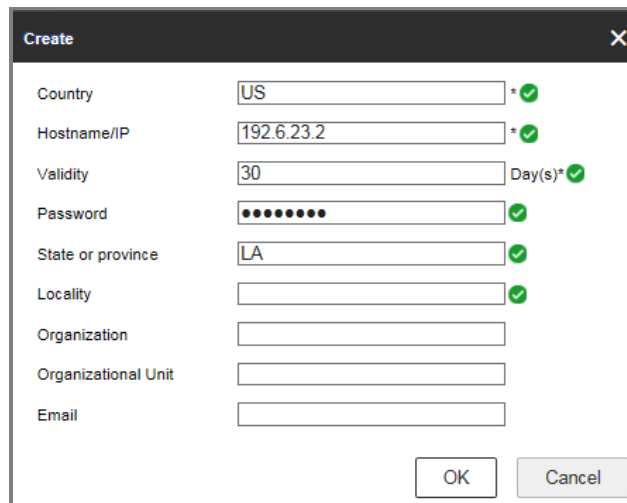 Create
Country US *
Hostname/IP 192.6.23.2 *
Validity 30 Day(s)*
Password ●●●●●●●●
State or province LA
Locality
Organization
Organizational Unit
Email
OK Cancel